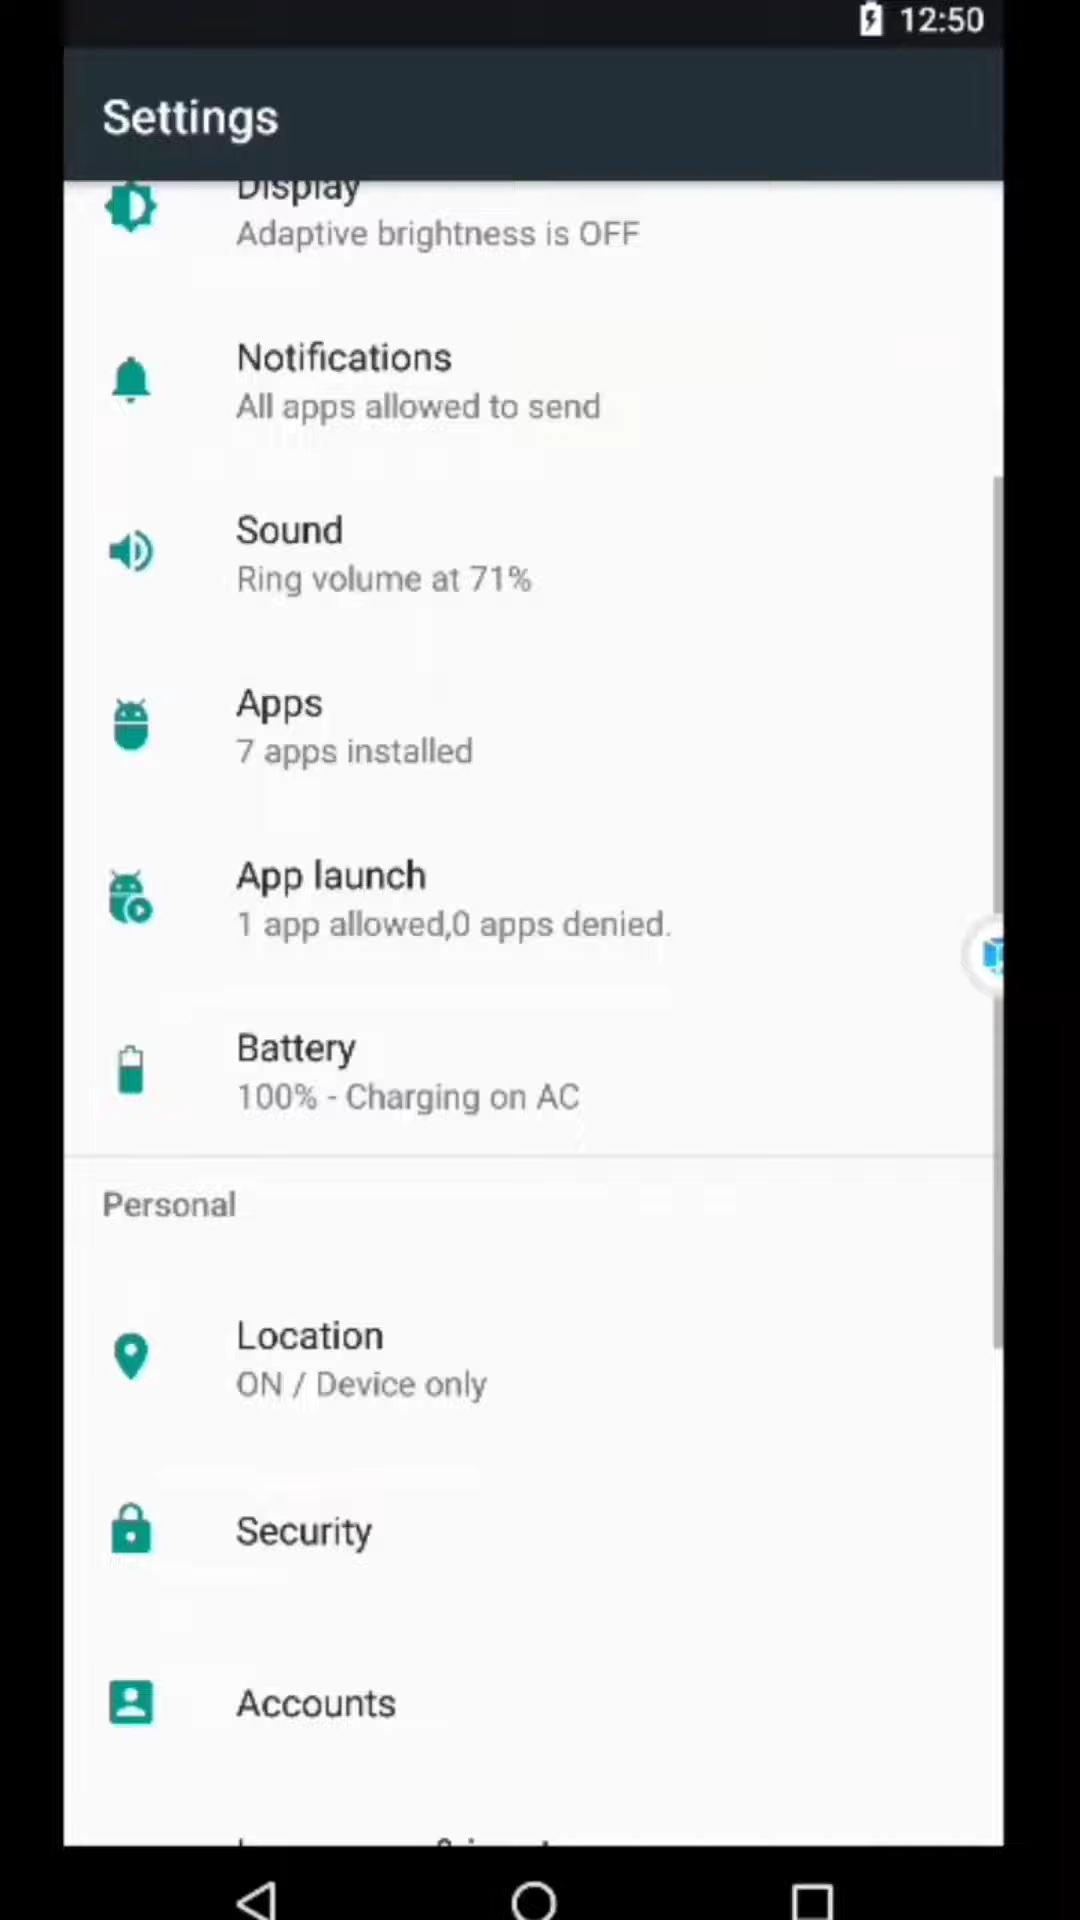 12:50
Settings
Display
Adaptive brightness is OFF
Notifications
All apps allowed to send
Sound
Ring volume at 71%
Apps
7 apps installed
App launch
1 app allowed,0 apps denied.
Battery
100% - Charging on AC
Personal
Location
ON / Device only
Security
Accounts